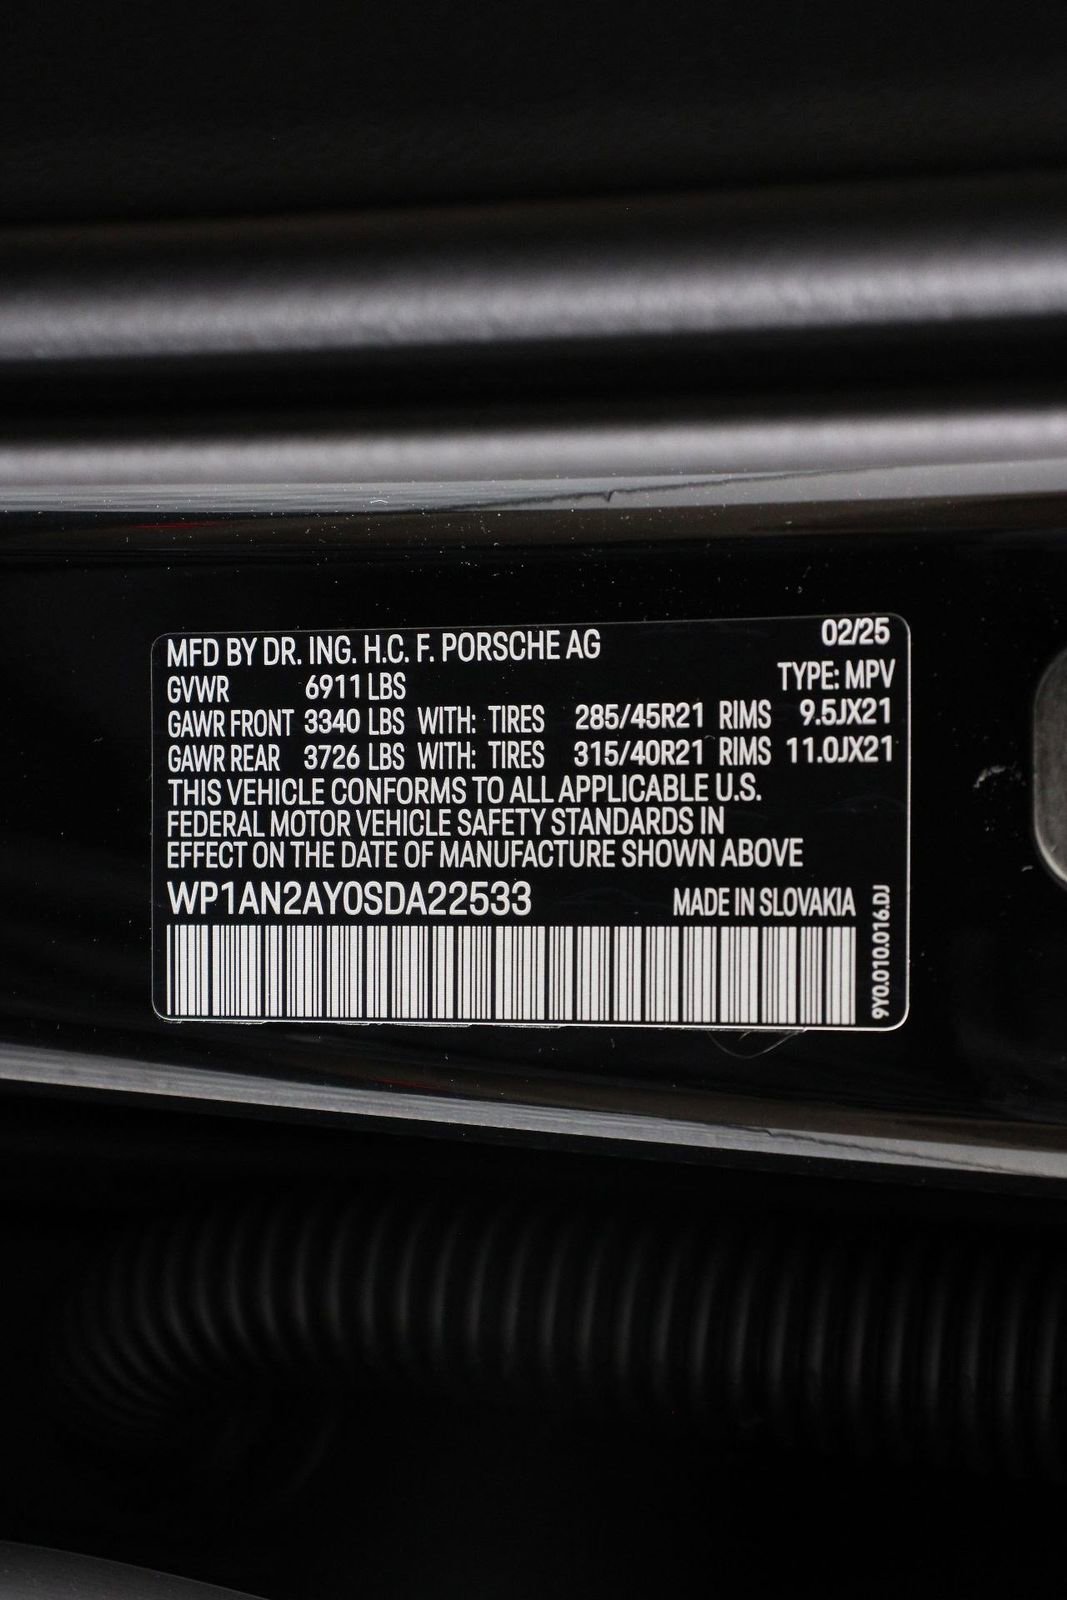 MFD BY DR. ING. H.C. F. PORSCHE AG 02/25
GVWR 6911 LBS TYPE: MPV
GAWR FRONT 3340 LBS WITH: TIRES 285/45R21 RIMS 9.5JX21
GAWR REAR 3726 LBS WITH: TIRES 315/40R21 RIMS 11.0JX21
THIS VEHICLE CONFORMS TO ALL APPLICABLE U.S.
FEDERAL MOTOR VEHICLE SAFETY STANDARDS IN
EFFECT ON THE DATE OF MANUFACTURE SHOWN ABOVE
WP1AN2AY0SDA22533 MADE IN SLOVAKIA
9Y0.010.016.DJ